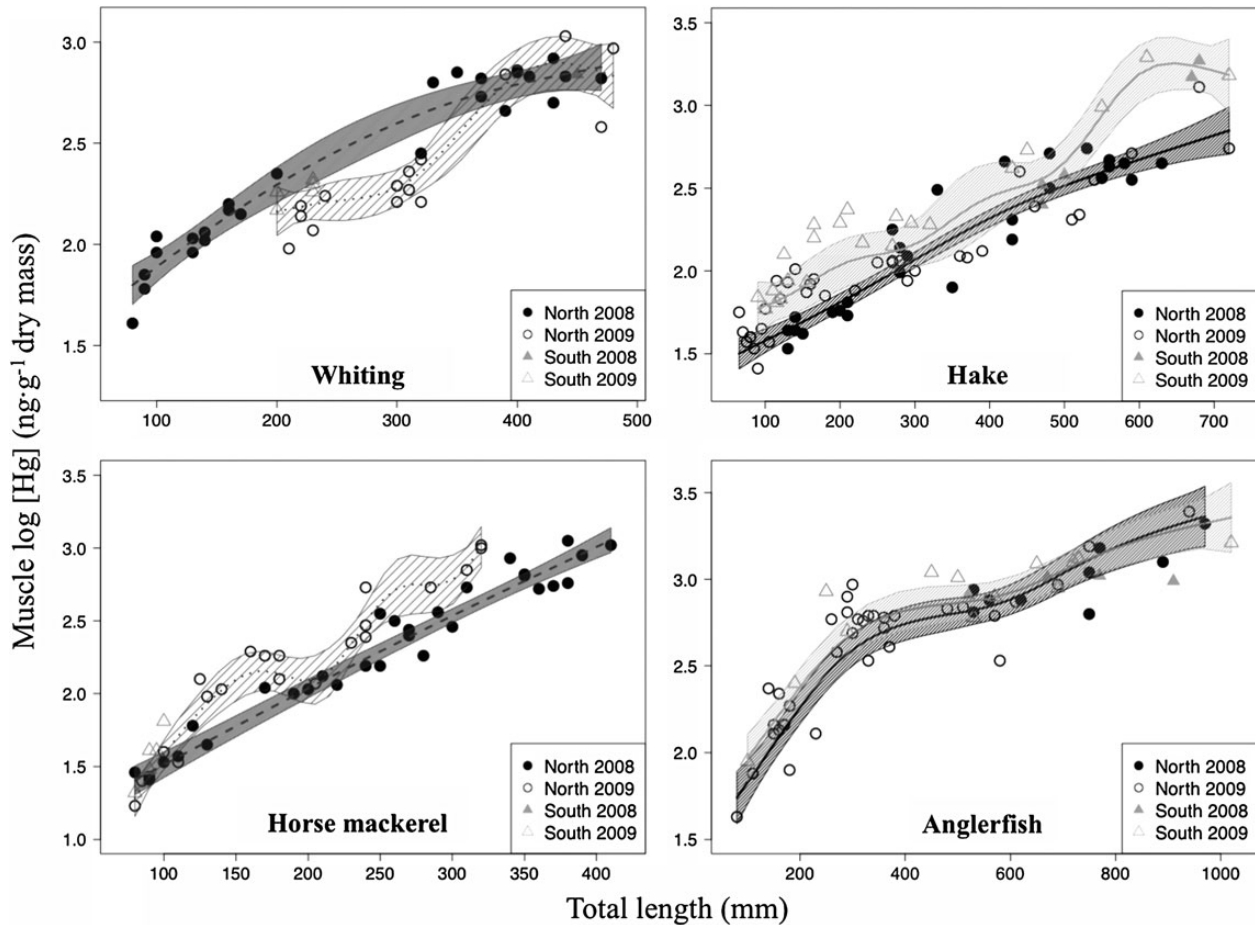 Muscle log [Hg] (ng·g⁻¹ dry mass)
3.0
2.5
2.0
1.5
100
200
300
400
500
Whiting
North 2008
North 2009
South 2008
South 2009
3.5
3.0
2.5
2.0
1.5
100
200
300
400
500
600
700
Hake
North 2008
North 2009
South 2008
South 2009
3.5
3.0
2.5
2.0
1.5
1.0
100
150
200
250
300
350
400
Horse mackerel
North 2008
North 2009
South 2008
South 2009
3.5
3.0
2.5
2.0
1.5
200
400
600
800
1000
Anglerfish
North 2008
North 2009
South 2008
South 2009
Total length (mm)